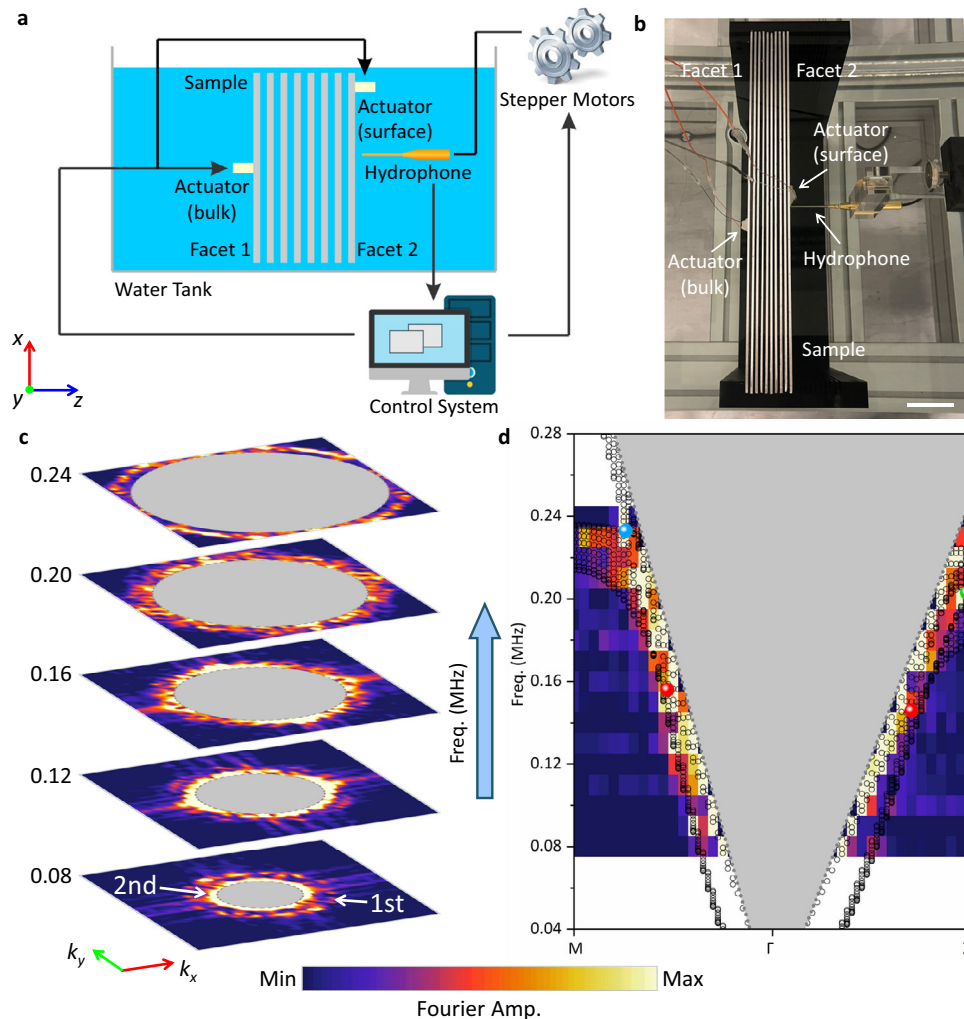 a
Sample
Actuator
(surface)
Stepper Motors
Hydrophone
Actuator
(bulk)
Facet 1
Facet 2
Water Tank
Control System
x
y
z
b
Facet 1
Facet 2
Actuator
(surface)
Actuator
(bulk)
Hydrophone
Sample
c
0.24
0.20
0.16
0.12
0.08
2nd
1st
Freq. (MHz)
ky
kx
Min
Max
Fourier Amp.
d
0.28
0.24
0.20
0.16
0.12
0.08
0.04
Freq. (MHz)
M
Γ